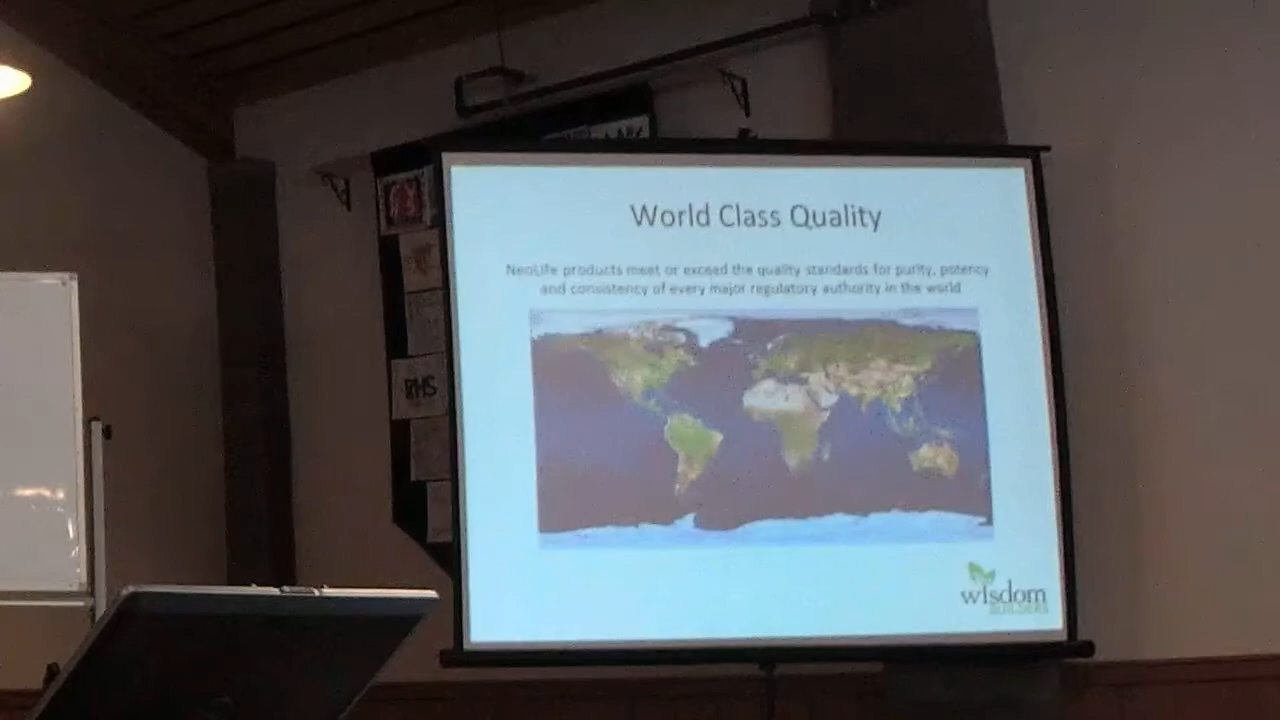 World Class Quality
NeoLife products meet or exceed the quality standards for purity, potency
and consistency of every major regulatory authority in the world
RHS
wisdom
BUILDERS